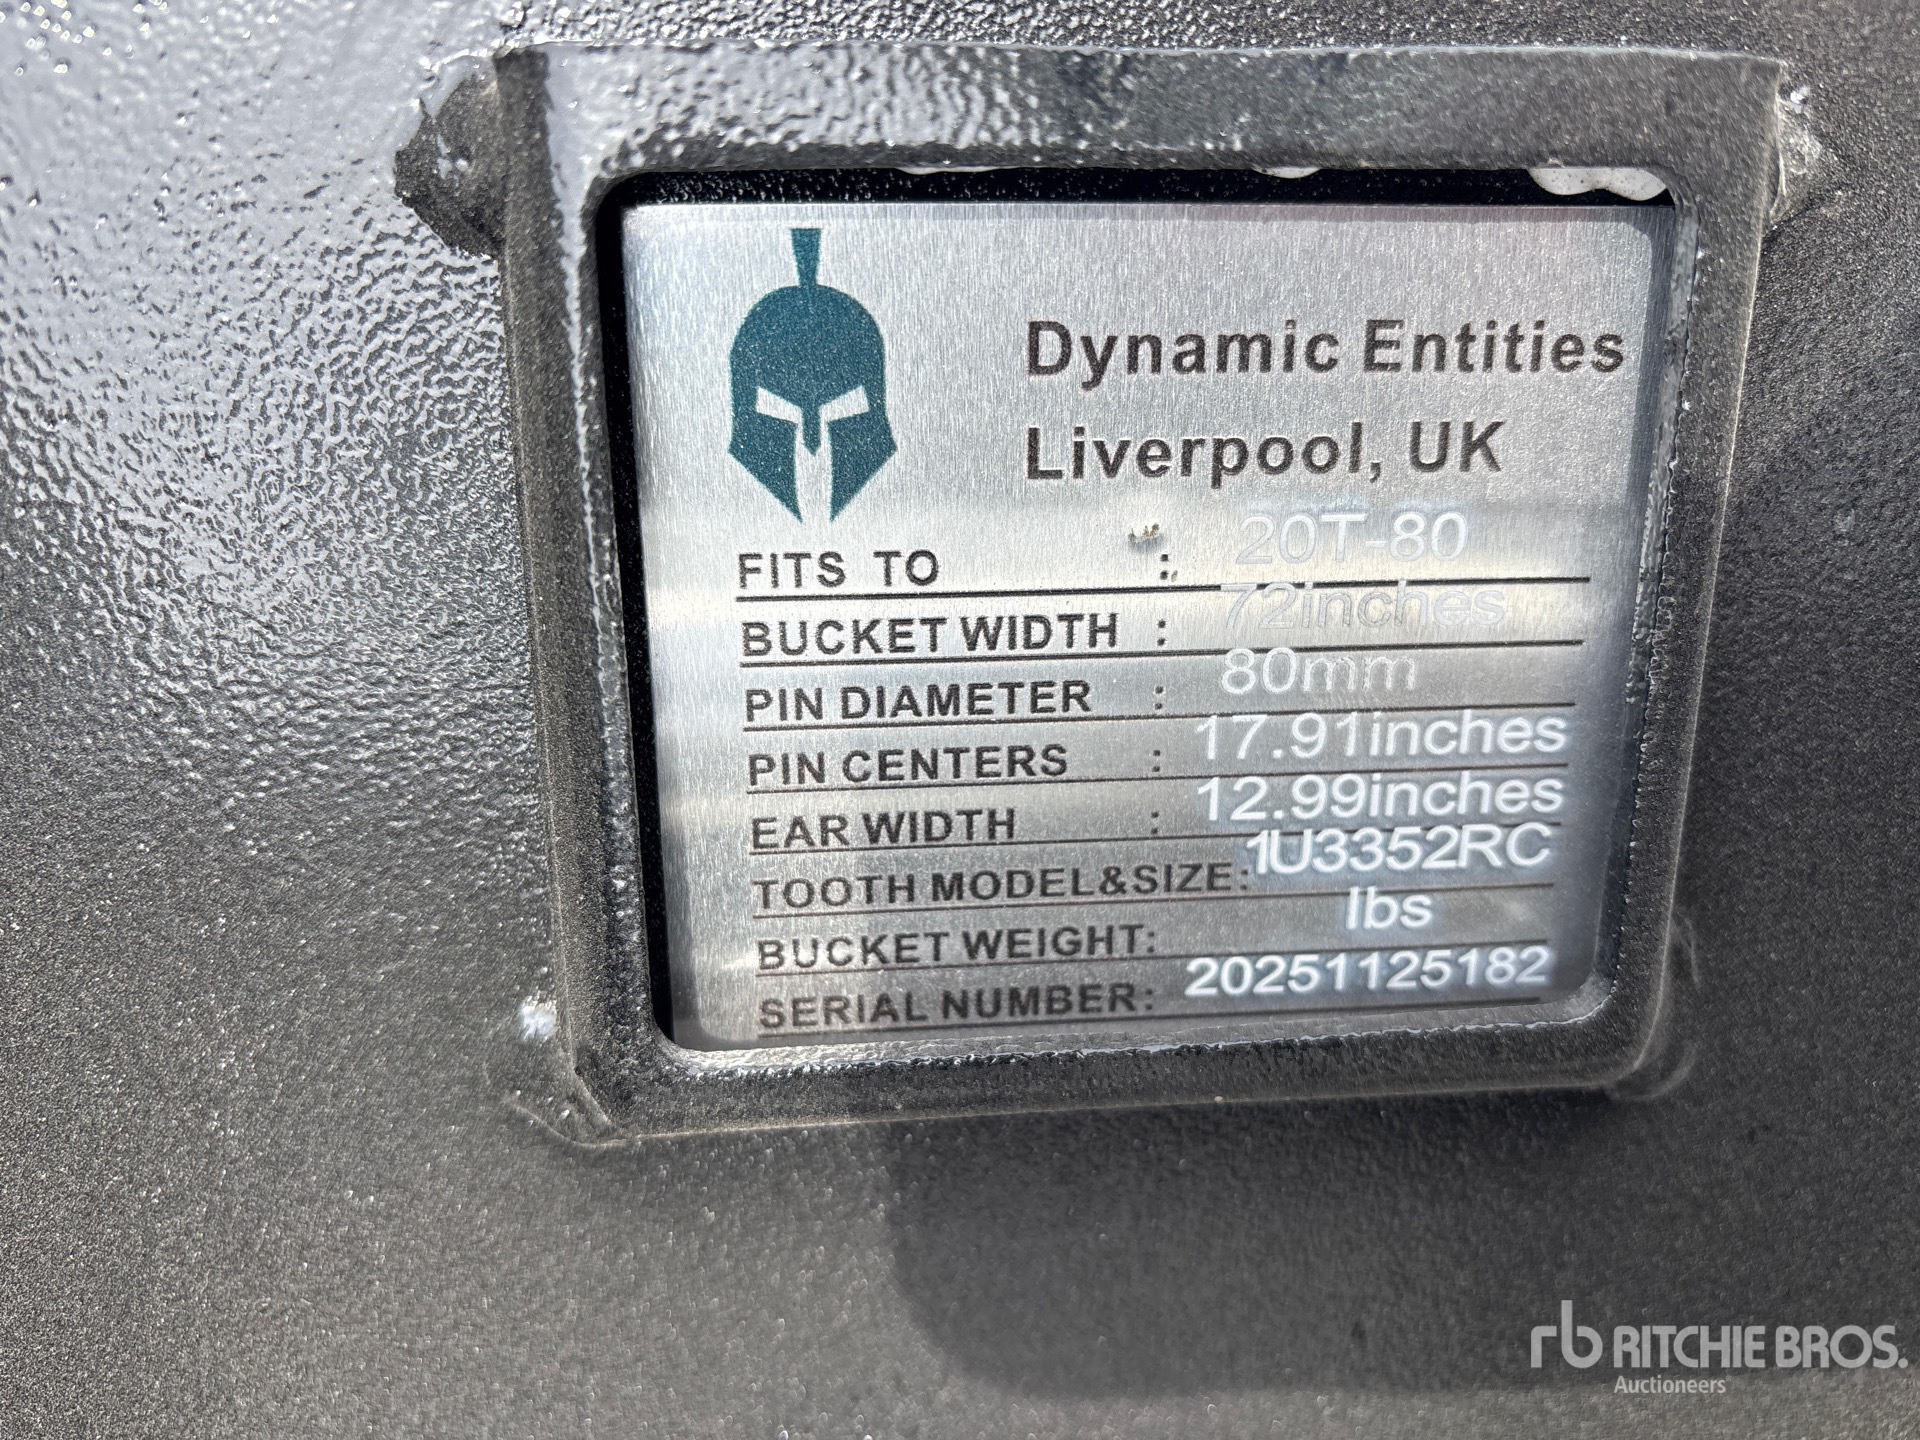 Dynamic Entities
Liverpool, UK
FITS TO : 20T-80
BUCKET WIDTH : 72inches
PIN DIAMETER : 80mm
PIN CENTERS : 17.91inches
EAR WIDTH : 12.99inches
TOOTH MODEL&SIZE: 1U3352RC
BUCKET WEIGHT: lbs
SERIAL NUMBER: 20251125182
rb RITCHIE BROS.
Auctioneers